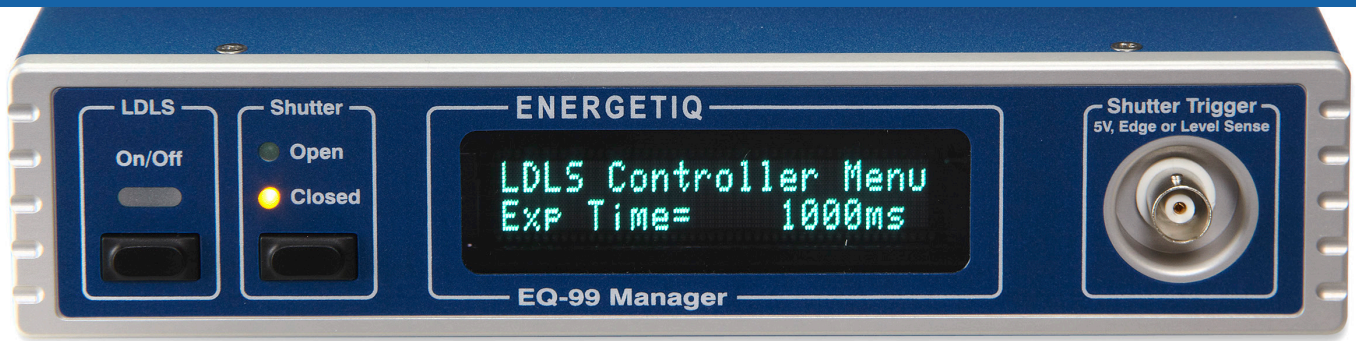 LDLS
On/Off
Shutter
Open
Closed
ENERGETIQ
LDLS Controller Menu
Exp Time= 1000ms
EQ-99 Manager
Shutter Trigger
5V, Edge or Level Sense